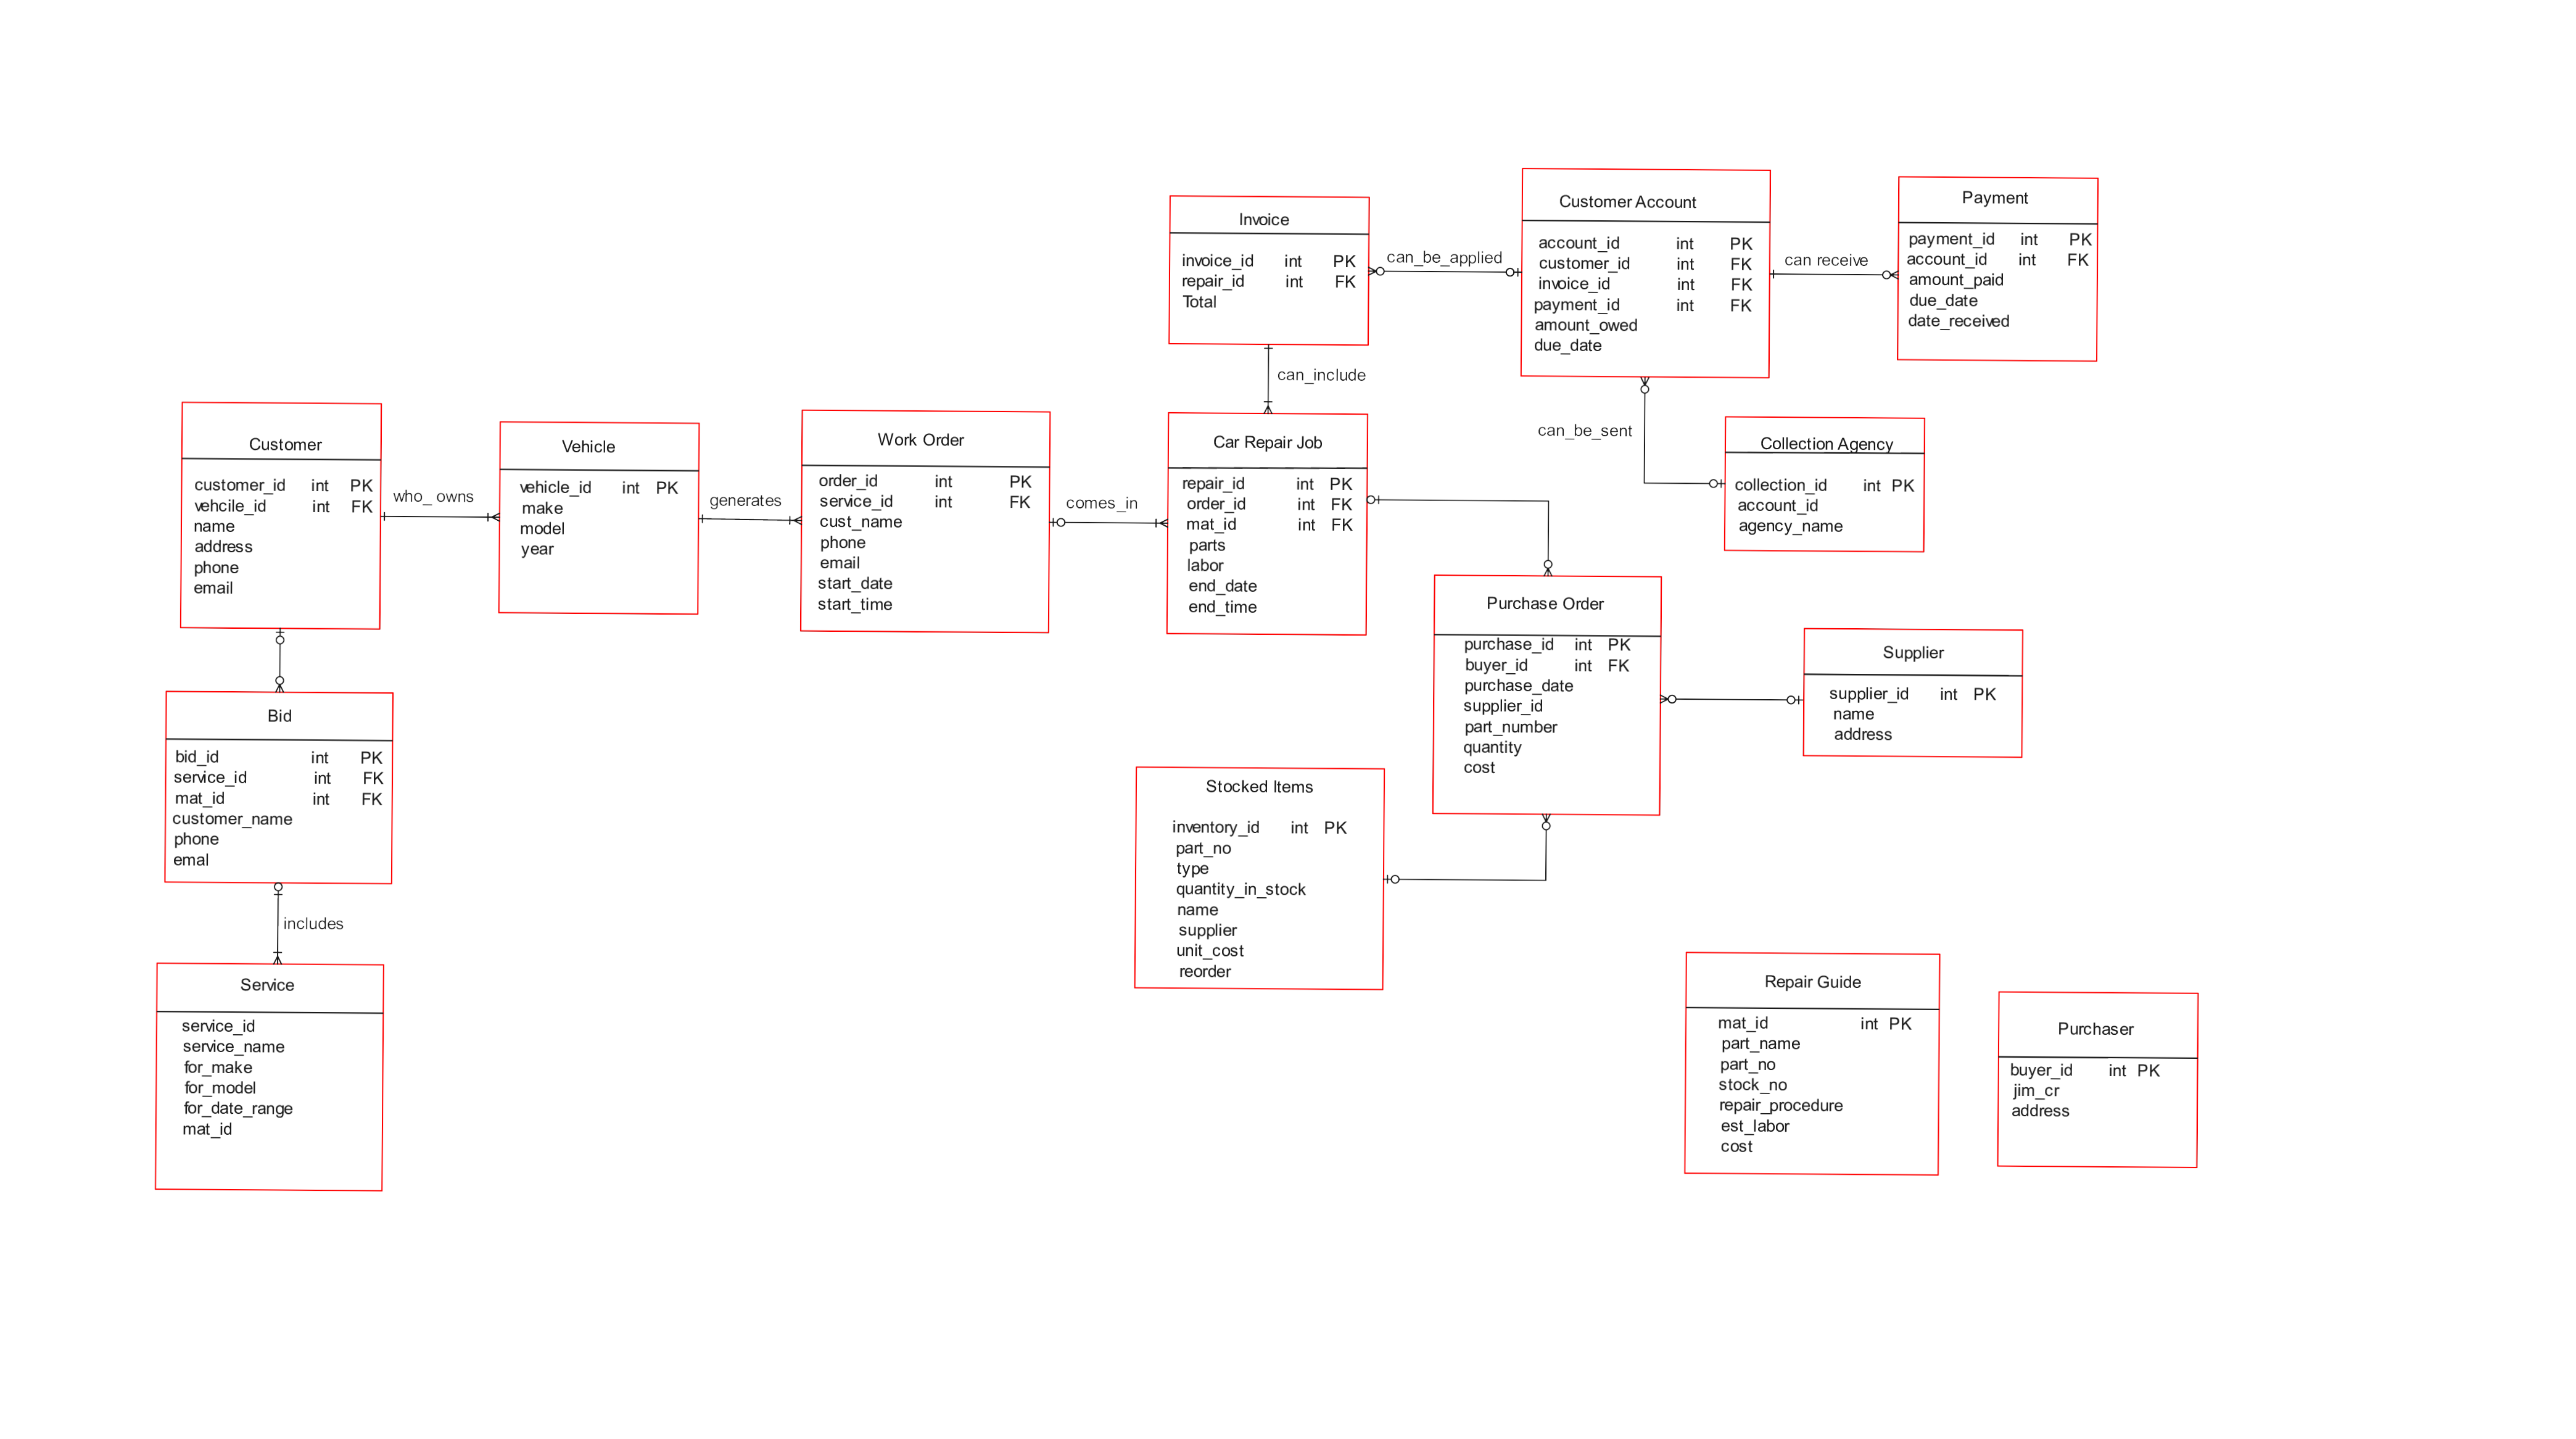 Customer
customer_id int PK
vehcile_id int FK
name
address
phone
email
who_ owns
Vehicle
vehicle_id int PK
make
model
year
generates
Work Order
order_id int PK
service_id int FK
cust_name
phone
email
start_date
start_time
comes_in
Invoice
invoice_id int PK
repair_id int FK
Total
can_include
Car Repair Job
repair_id int PK
order_id int FK
mat_id int FK
parts
labor
end_date
end_time
can_be_applied
Customer Account
account_id int PK
customer_id int FK
invoice_id int FK
payment_id int FK
amount_owed
due_date
can receive
Payment
payment_id int PK
account_id int FK
amount_paid
due_date
date_received
can_be_sent
Collection Agency
collection_id int PK
account_id
agency_name
Purchase Order
purchase_id int PK
buyer_id int FK
purchase_date
supplier_id
part_number
quantity
cost
Supplier
supplier_id int PK
name
address
Bid
bid_id int PK
service_id int FK
mat_id int FK
customer_name
phone
emal
includes
Service
service_id
service_name
for_make
for_model
for_date_range
mat_id
Stocked Items
inventory_id int PK
part_no
type
quantity_in_stock
name
supplier
unit_cost
reorder
Repair Guide
mat_id int PK
part_name
part_no
stock_no
repair_procedure
est_labor
cost
Purchaser
buyer_id int PK
jim_cr
address